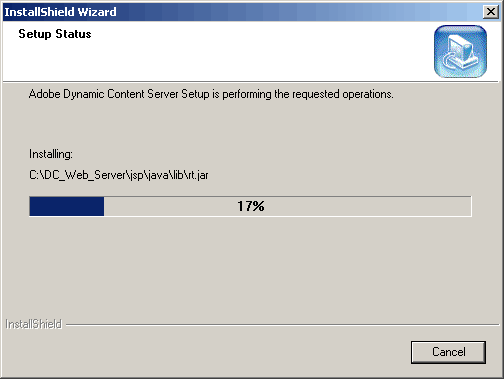 InstallShield Wizard
Setup Status
Adobe Dynamic Content Server Setup is performing the requested operations.
Installing:
C:\DC_Web_Server\jsp\java\lib\rt.jar
17%
InstallShield
Cancel